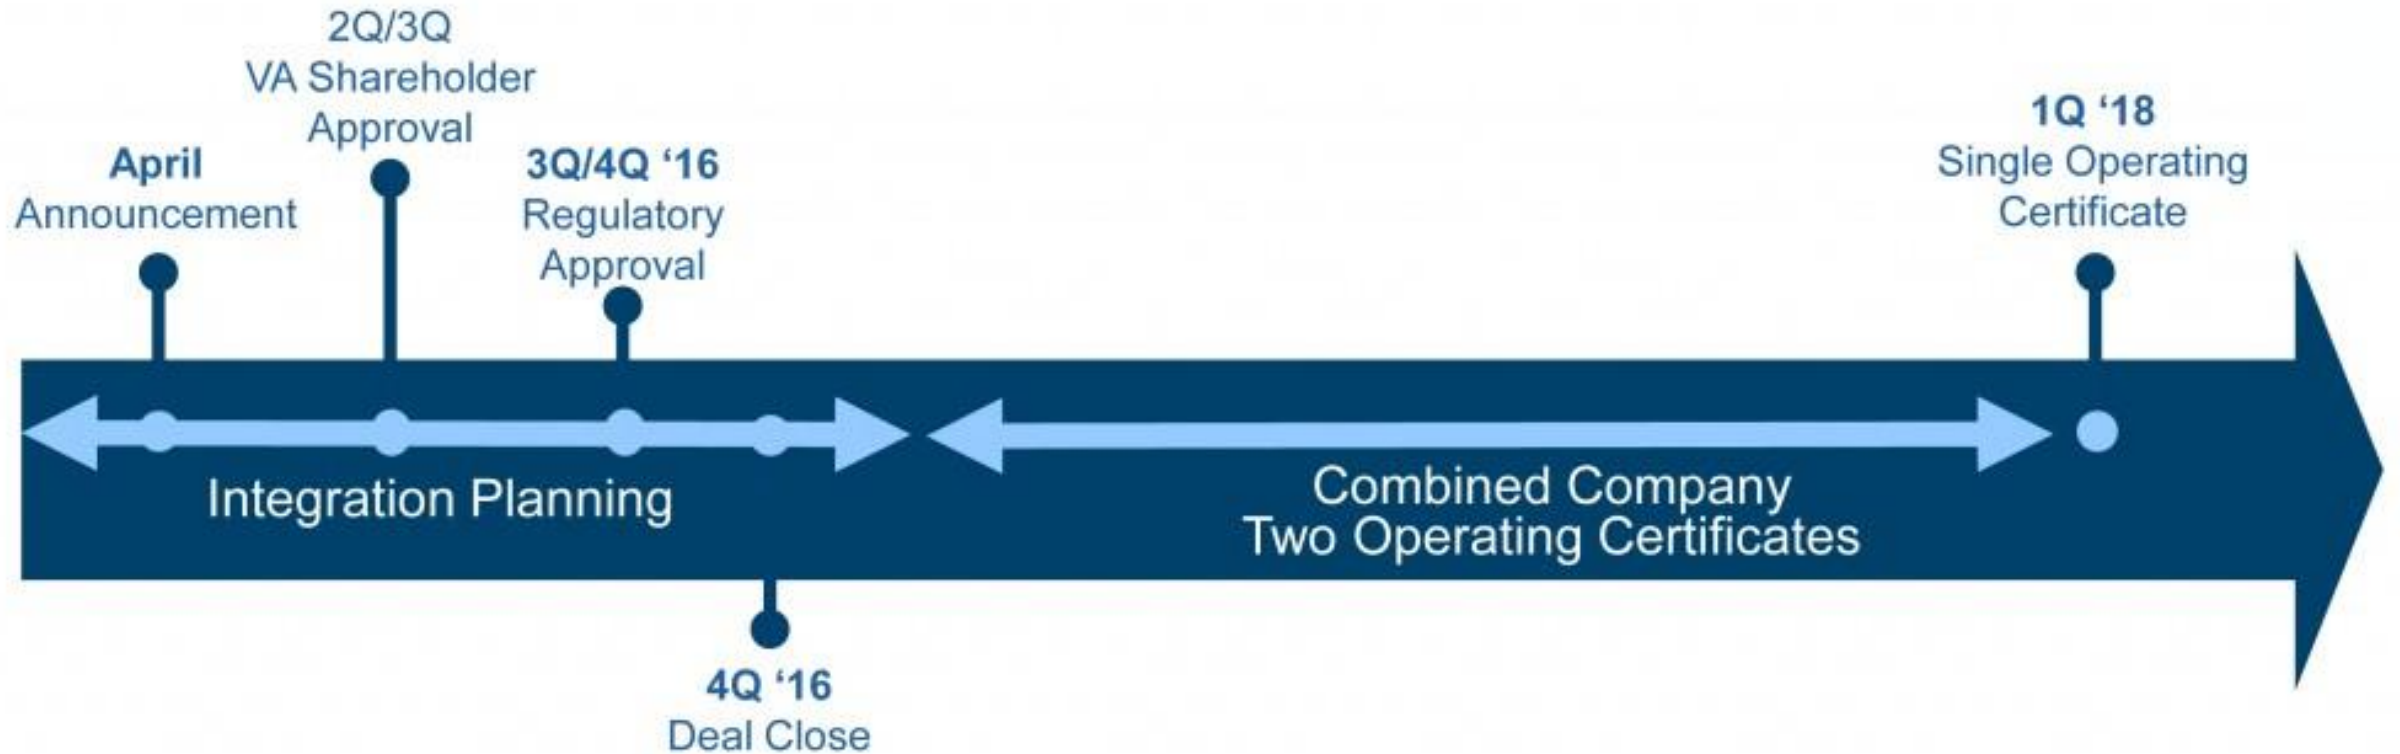 April
Announcement
2Q/3Q
VA Shareholder
Approval
3Q/4Q ‘16
Regulatory
Approval
1Q ‘18
Single Operating
Certificate
Integration Planning
Combined Company
Two Operating Certificates
4Q ‘16
Deal Close